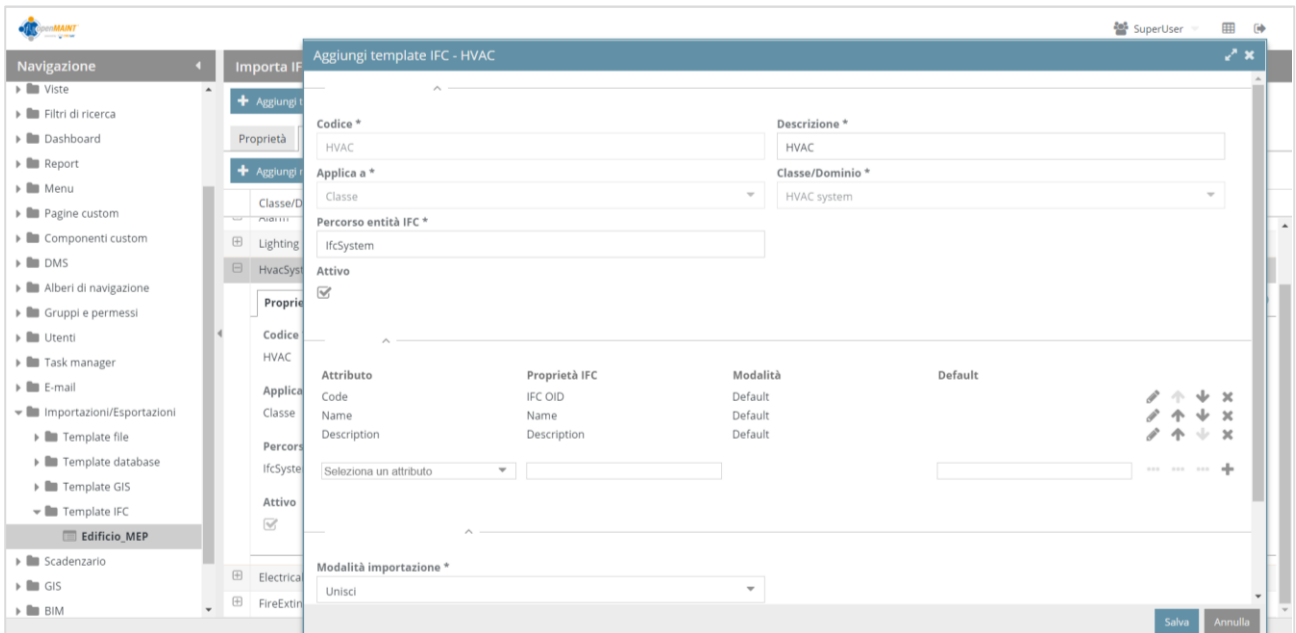 openMAINT
SuperUser
Navigazione
Viste
Filtri di ricerca
Dashboard
Report
Menu
Pagine custom
Componenti custom
DMS
Alberi di navigazione
Gruppi e permessi
Utenti
Task manager
E-mail
Importazioni/Esportazioni
Template file
Template database
Template GIS
Template IFC
Edificio_MEP
Scadenzario
GIS
BIM
Importa IF
Aggiungi t
Proprietà
Aggiungi r
Classe/D
Alarm
Lighting
HvacSyst
Proprie
Codice
HVAC
Applica
Classe
Percors
IfcSyste
Attivo
Electrical
FireExtin
Aggiungi template IFC - HVAC
Codice * Descrizione *
HVAC HVAC
Applica a * Classe/Dominio *
Classe HVAC system
Percorso entità IFC *
IfcSystem
Attivo
Attributo Proprietà IFC Modalità Default
Code IFC OID Default
Name Name Default
Description Description Default
Seleziona un attributo
Modalità importazione *
Unisci
Salva Annulla